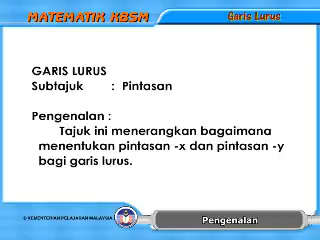 MATEMATIK KBSM
Garis Lurus
GARIS LURUS
Subtajuk : Pintasan
Pengenalan :
Tajuk ini menerangkan bagaimana
menentukan pintasan -x dan pintasan -y
bagi garis lurus.
© KEMENTERIAN PELAJARAN MALAYSIA
Pengenalan